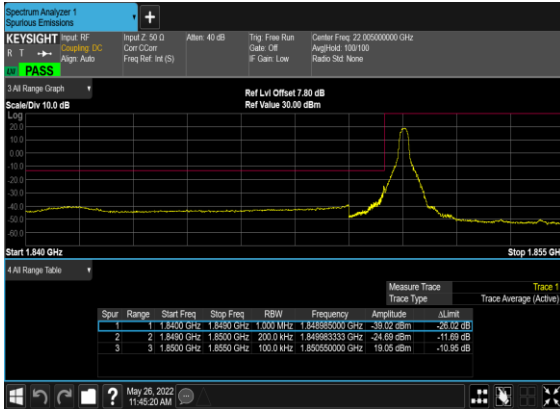 Spectrum Analyzer 1
Spurious Emissions
+
KEYSIGHT
R T
Input: RF
Coupling: DC
Align: Auto
Input Z: 50 Ω
Corr CCorr
Freq Ref: Int (S)
Atten: 40 dB
Trig: Free Run
Gate: Off
IF Gain: Low
Center Freq: 22.005000000 GHz
Avg|Hold: 100/100
Radio Std: None
PASS
3 All Range Graph
Scale/Div 10.0 dB
Ref Lvl Offset 7.80 dB
Ref Value 30.00 dBm
Log
20.0
10.0
0.00
-10.0
-20.0
-30.0
-40.0
-50.0
-60.0
Start 1.840 GHz
Stop 1.855 GH
4 All Range Table
Measure Trace Trace 1
Trace Type Trace Average (Active)
Spur Range Start Freq Stop Freq RBW Frequency Amplitude ΔLimit
1 1 1.8400 GHz 1.8490 GHz 1.000 MHz 1.848985000 GHz -39.02 dBm -26.02 dB
2 2 1.8490 GHz 1.8500 GHz 200.0 kHz 1.849983333 GHz -24.69 dBm -11.69 dB
3 3 1.8500 GHz 1.8550 GHz 100.0 kHz 1.850550000 GHz 19.05 dBm -10.95 dB
?
May 26, 2022
11:45:20 AM